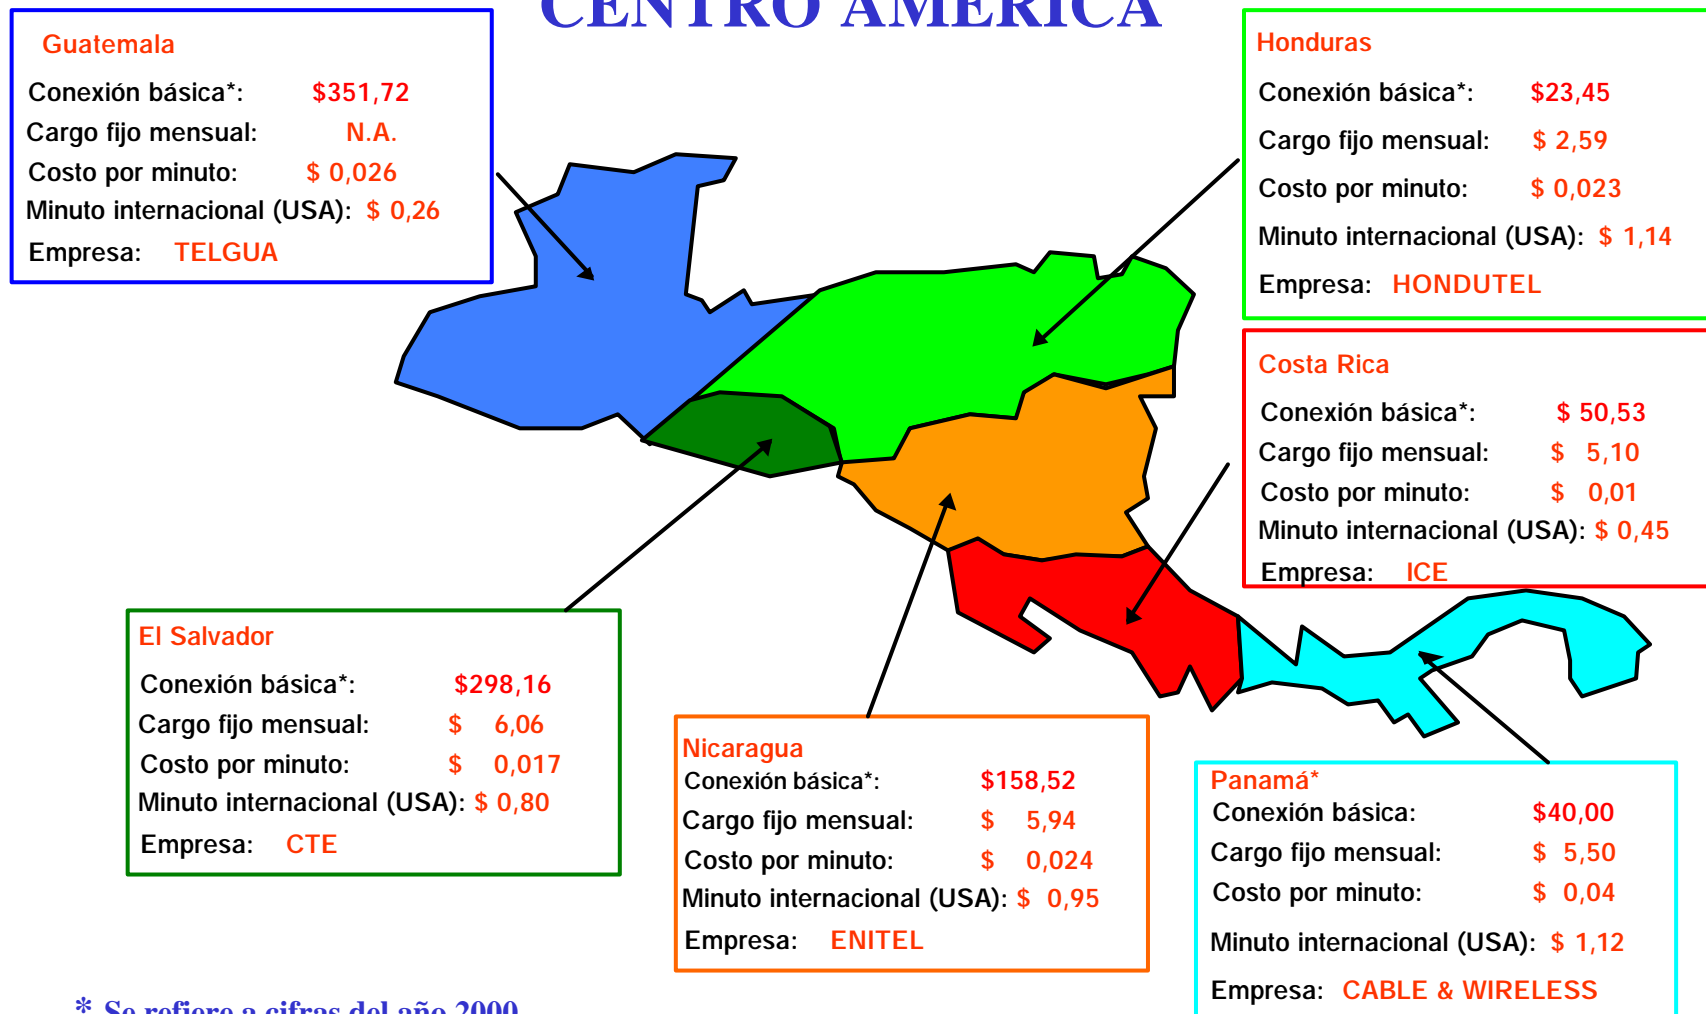 CENTRO AMERICA
Guatemala
Conexión básica*: $351,72
Cargo fijo mensual: N.A.
Costo por minuto: $ 0,026
Minuto internacional (USA): $ 0,26
Empresa: TELGUA
Honduras
Conexión básica*: $23,45
Cargo fijo mensual: $ 2,59
Costo por minuto: $ 0,023
Minuto internacional (USA): $ 1,14
Empresa: HONDUTEL
Costa Rica
Conexión básica*: $ 50,53
Cargo fijo mensual: $ 5,10
Costo por minuto: $ 0,01
Minuto internacional (USA): $ 0,45
Empresa: ICE
El Salvador
Conexión básica*: $298,16
Cargo fijo mensual: $ 6,06
Costo por minuto: $ 0,017
Minuto internacional (USA): $ 0,80
Empresa: CTE
Nicaragua
Conexión básica*: $158,52
Cargo fijo mensual: $ 5,94
Costo por minuto: $ 0,024
Minuto internacional (USA): $ 0,95
Empresa: ENITEL
Panamá*
Conexión básica: $40,00
Cargo fijo mensual: $ 5,50
Costo por minuto: $ 0,04
Minuto internacional (USA): $ 1,12
Empresa: CABLE & WIRELESS
* Se refiere a cifras del año 2000